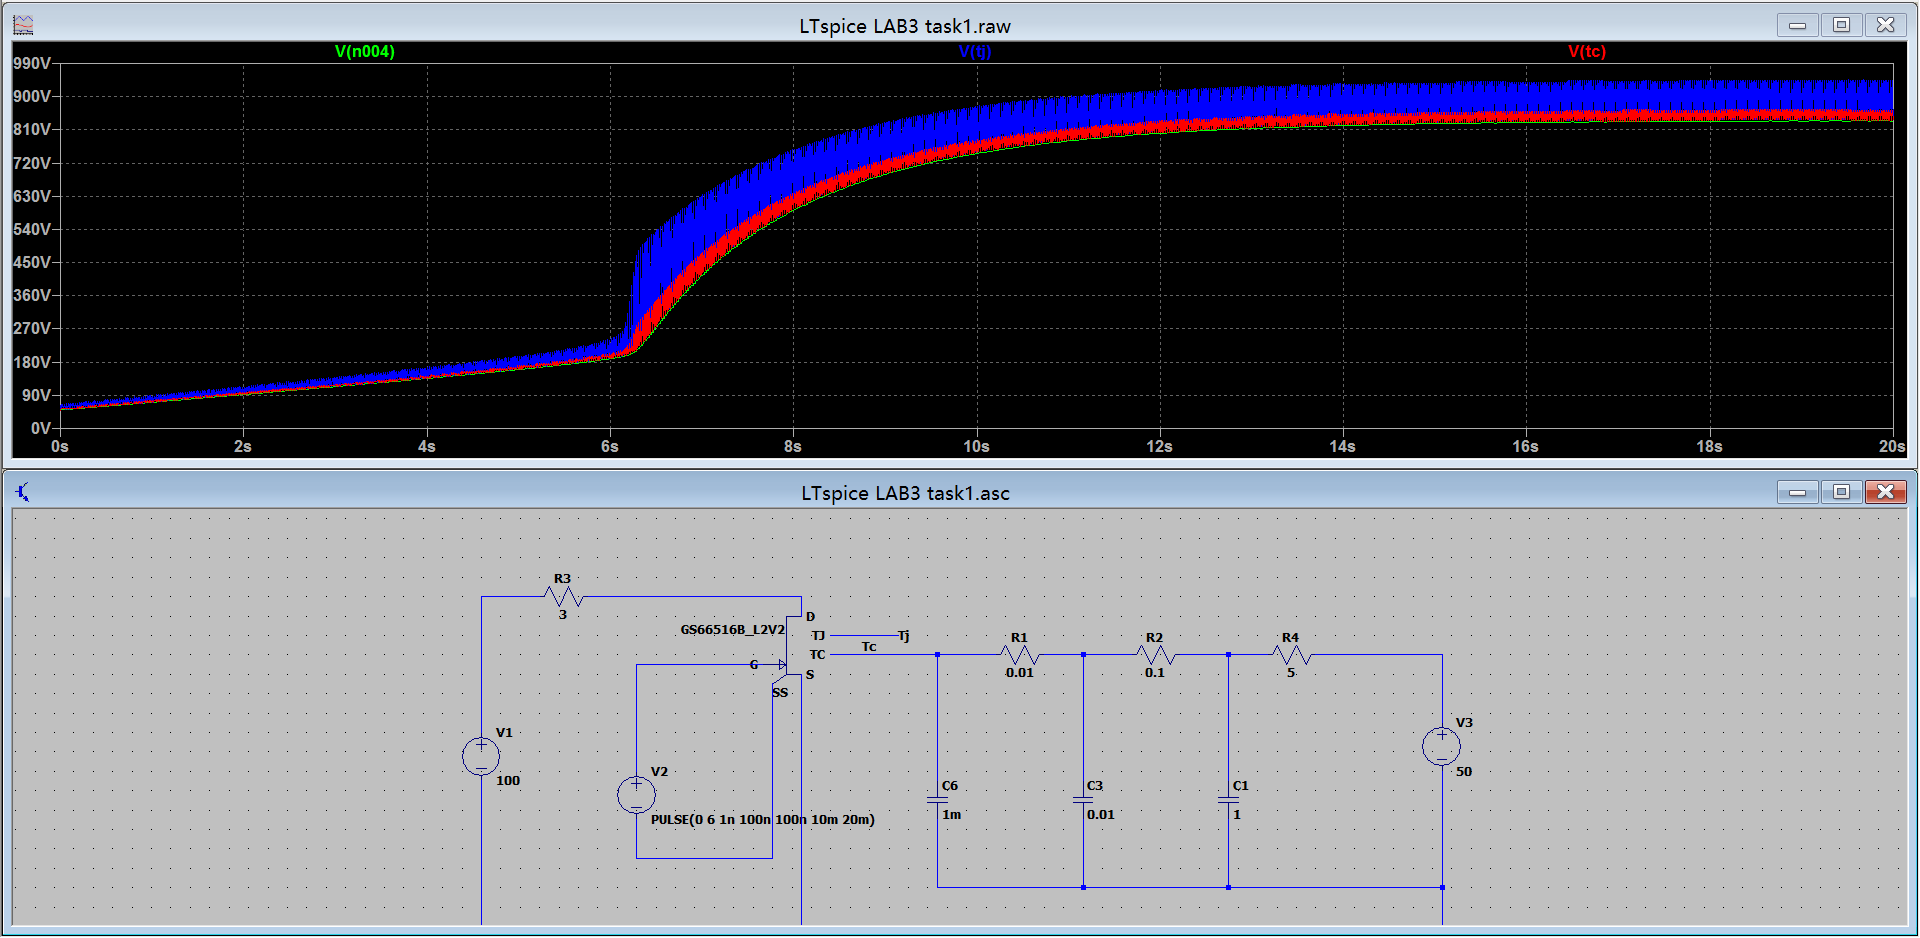 LTspice LAB3 task1.raw
V(n004) V(tj) V(tc)
990V
900V
810V
720V
630V
540V
450V
360V
270V
180V
90V
0V
0s 2s 4s 6s 8s 10s 12s 14s 16s 18s 20s
LTspice LAB3 task1.asc
R3
3
D
GS66516B_L2V2
TJ Tj
TC Tc
G
S
SS
R1
0.01
R2
0.1
R4
5
V1
100
V2
PULSE(0 6 1n 100n 100n 10m 20m)
C6
1m
C3
0.01
C1
1
V3
50